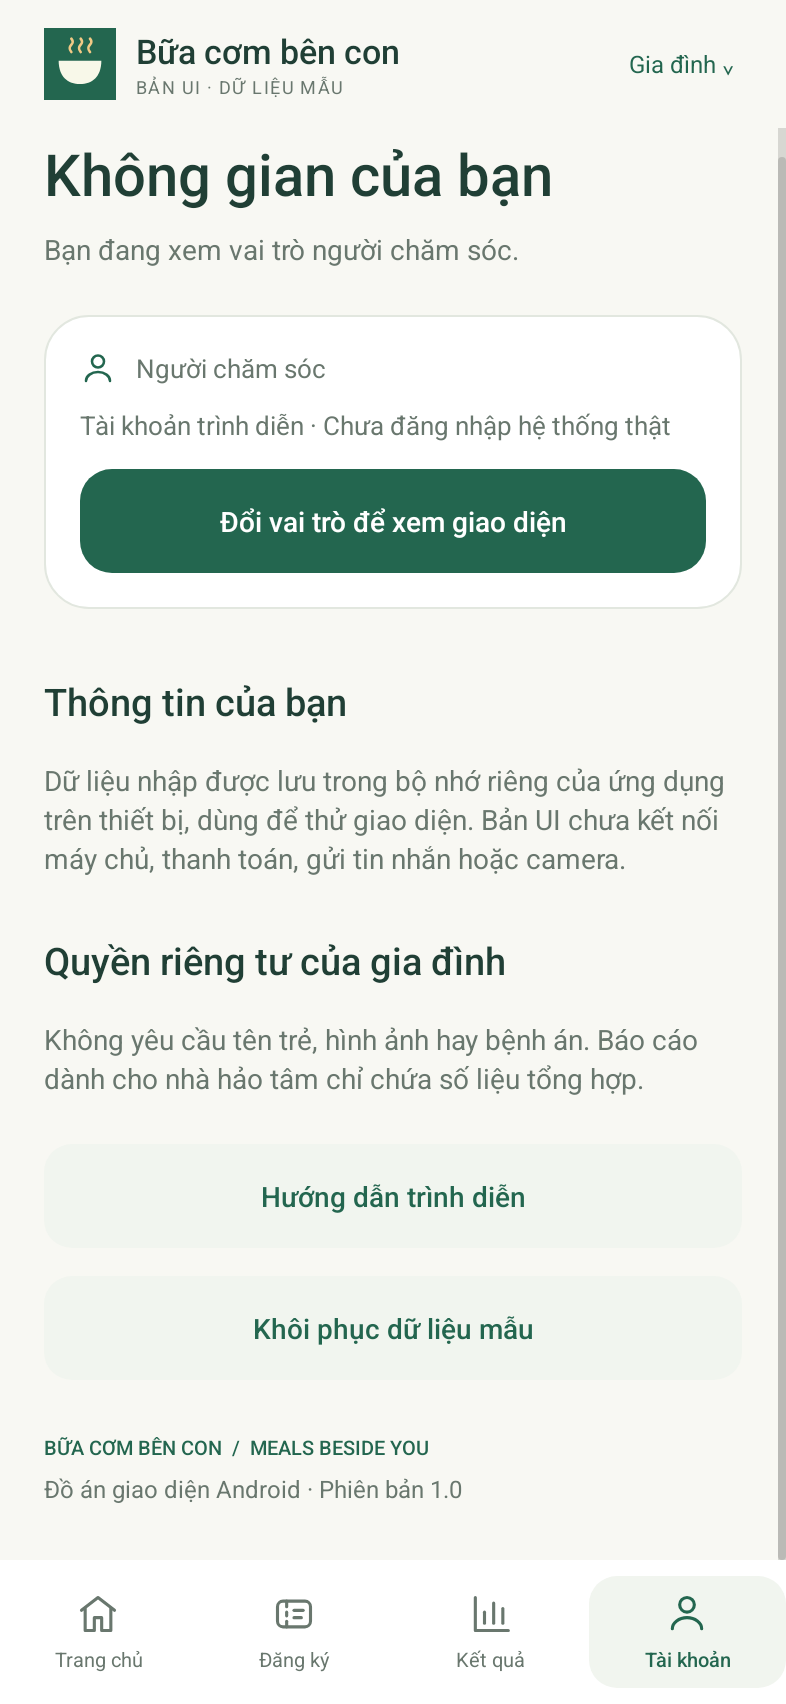 Bữa cơm bên con
BẢN UI · DỮ LIỆU MẪU
Gia đình
Không gian của bạn
Bạn đang xem vai trò người chăm sóc.
Người chăm sóc
Tài khoản trình diễn · Chưa đăng nhập hệ thống thật
Đổi vai trò để xem giao diện
Thông tin của bạn
Dữ liệu nhập được lưu trong bộ nhớ riêng của ứng dụng
trên thiết bị, dùng để thử giao diện. Bản UI chưa kết nối
máy chủ, thanh toán, gửi tin nhắn hoặc camera.
Quyền riêng tư của gia đình
Không yêu cầu tên trẻ, hình ảnh hay bệnh án. Báo cáo
dành cho nhà hảo tâm chỉ chứa số liệu tổng hợp.
Hướng dẫn trình diễn
Khôi phục dữ liệu mẫu
BỮA CƠM BÊN CON / MEALS BESIDE YOU
Đồ án giao diện Android · Phiên bản 1.0
Trang chủ
Đăng ký
Kết quả
Tài khoản